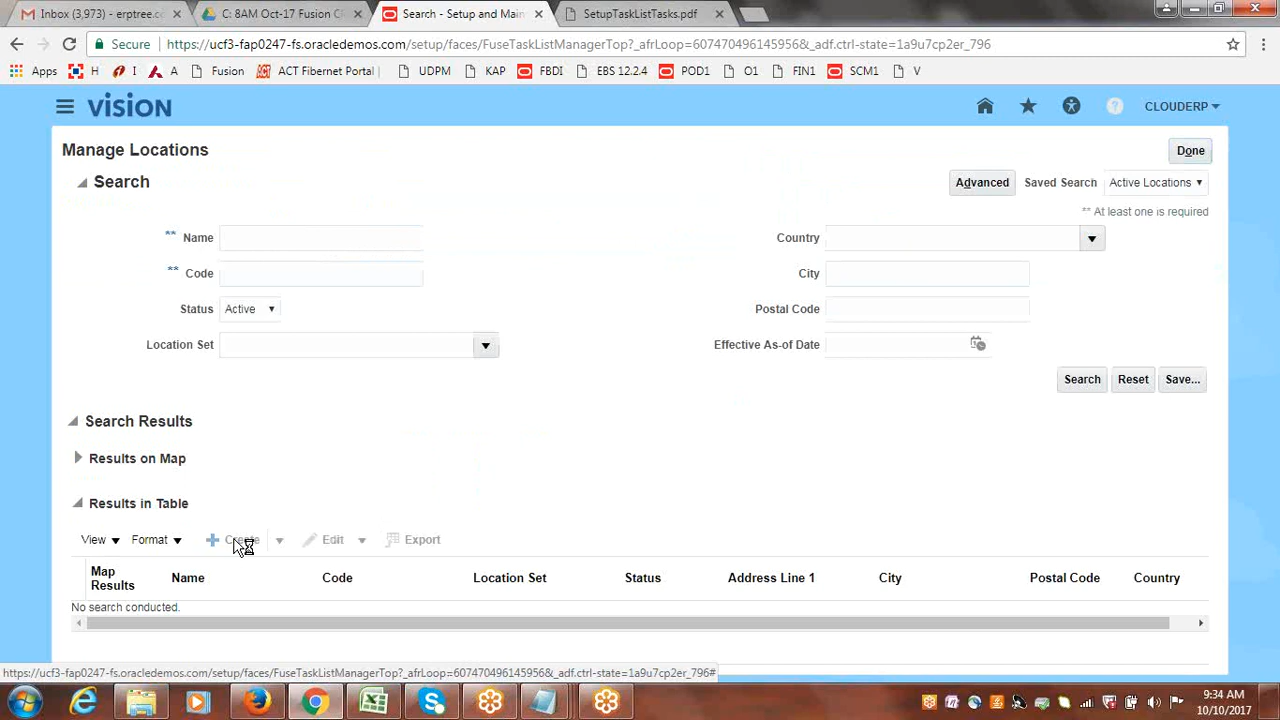 Inbox (3,973) - erptree.c
C: 8AM Oct-17 Fusion Cl
Search - Setup and Main
SetupTaskListTasks.pdf
Secure
https://ucf3-fap0247-fs.oracledemos.com/setup/faces/FuseTaskListManagerTop?_afrLoop=6074704961459​56&_adf.ctrl-state=1a9u7cp2er_796
Apps H I A Fusion ACT Fibernet Portal UDPM KAP FBDI EBS 12.2.4 POD1 O1 FIN1 SCM1 V
VISION
CLOUDERP
Manage Locations
Done
Search
Advanced Saved Search Active Locations
** At least one is required
** Name
Country
** Code
City
Status Active
Postal Code
Location Set
Effective As-of Date
Search Reset Save...
Search Results
Results on Map
Results in Table
View Format Create Edit Export
Map Results Name Code Location Set Status Address Line 1 City Postal Code Country
No search conducted.
https://ucf3-fap0247-fs.oracledemos.com/setup/faces/FuseTaskListManagerTop?_afrLoop=607470496145956&_adf.ctrl-state=1a9u7cp2er_796#
9:34 AM
10/10/2017